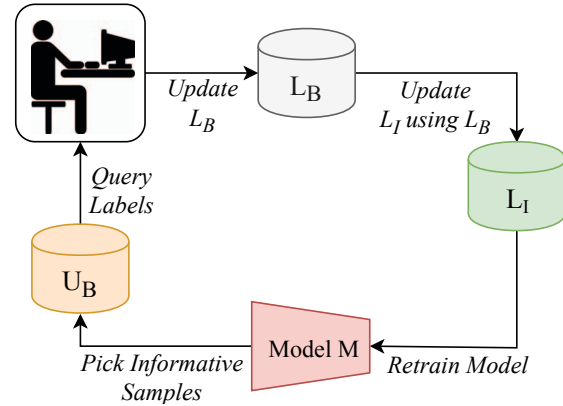 Update
L_B
L_B
Update
L_I using L_B
Query
Labels
L_I
U_B
Model M
Pick Informative
Samples
Retrain Model